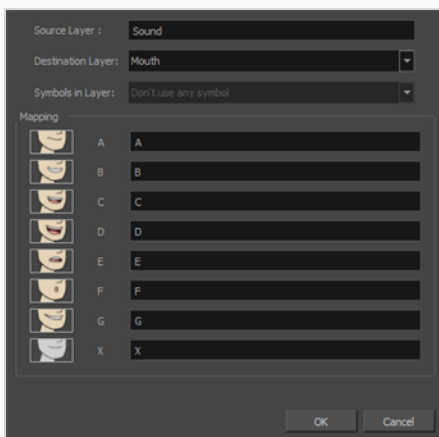 Source Layer : Sound
Destination Layer: Mouth
Symbols in Layer: Don't use any symbol
Mapping
A A
B B
C C
D D
E E
F F
G G
X X
OK Cancel